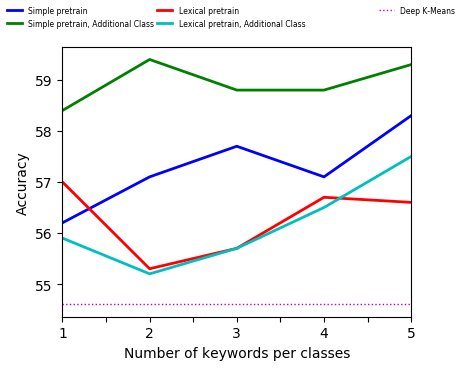 Simple pretrain Lexical pretrain Deep K-Means
Simple pretrain, Additional Class Lexical pretrain, Additional Class
59
58
57
56
55
Accuracy
1 2 3 4 5
Number of keywords per classes